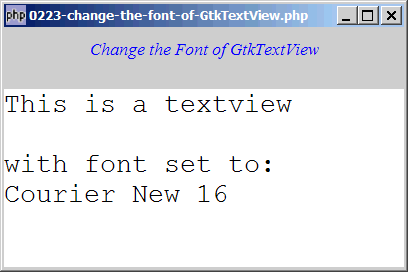 php 0223-change-the-font-of-GtkTextView.php
Change the Font of GtkTextView
This is a textview
with font set to:
Courier New 16